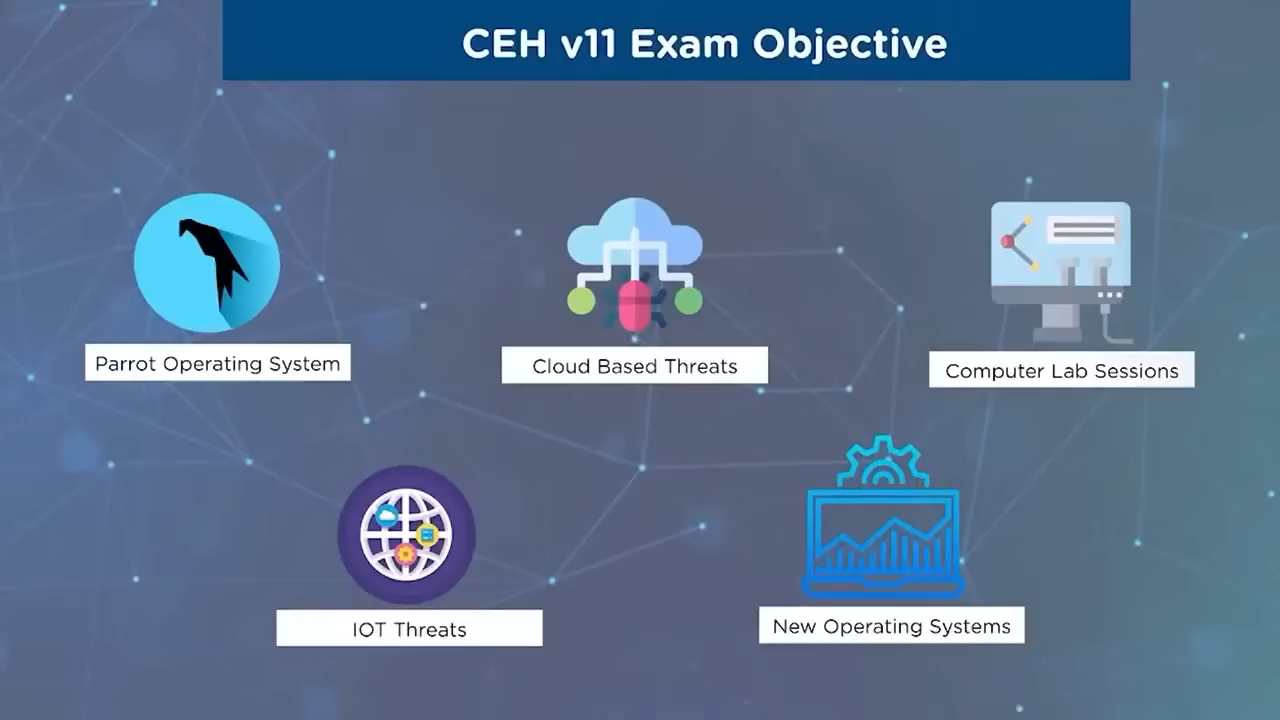 CEH v11 Exam Objective
Parrot Operating System
Cloud Based Threats
Computer Lab Sessions
IOT Threats
New Operating Systems